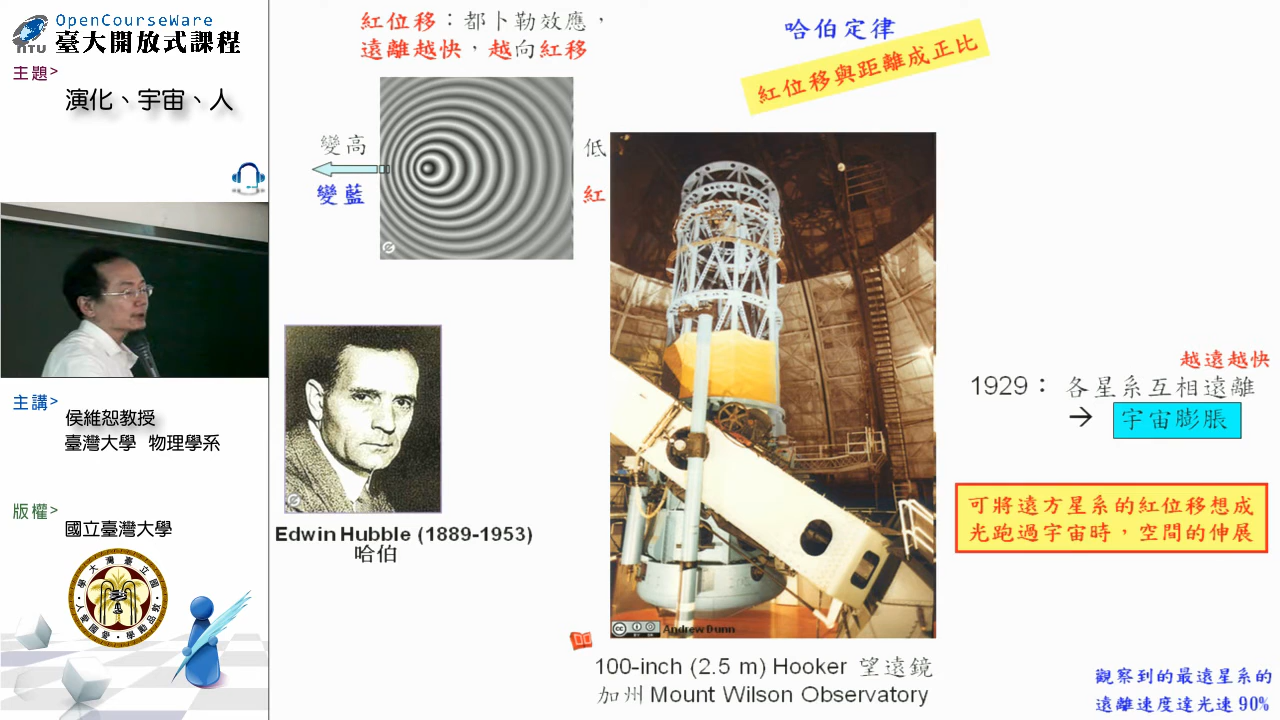 OpenCourseWare
NTU
臺大開放式課程
主題>
演化、宇宙、人
主講>
侯維恕教授
臺灣大學 物理學系
版權>
國立臺灣大學
紅位移：都卜勒效應，
遠離越快，越向紅移
變高
變藍
低
紅
哈伯定律
紅位移與距離成正比
Edwin Hubble (1889-1953)
哈伯
Andrew Dunn
100-inch (2.5 m) Hooker 望遠鏡
加州 Mount Wilson Observatory
越遠越快
1929： 各星系互相遠離
→ 宇宙膨脹
可將遠方星系的紅位移想成
光跑過宇宙時，空間的伸展
觀察到的最遠星系的
遠離速度達光速 90%